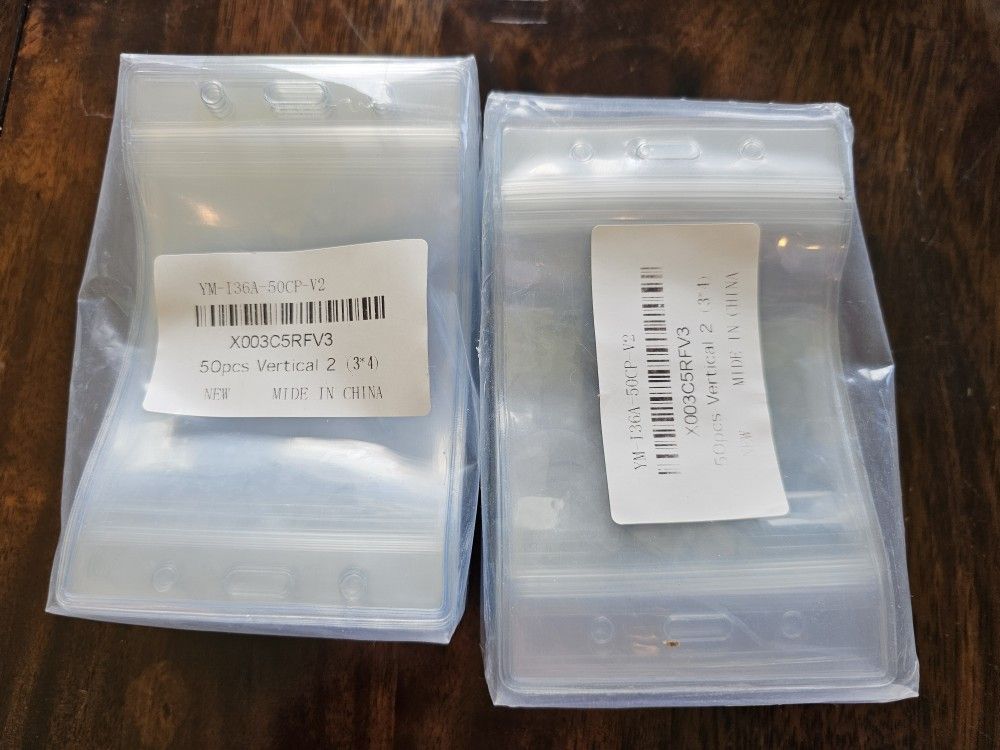 YM-I36A-50CP-V2
X003C5RFV3
50pcs Vertical 2 (3*4)
NEW MIDE IN CHINA
YM-I36A-50CP-V2
X003C5RFV3
50pcs Vertical 2 (3*4)
NEW MIDE IN CHINA